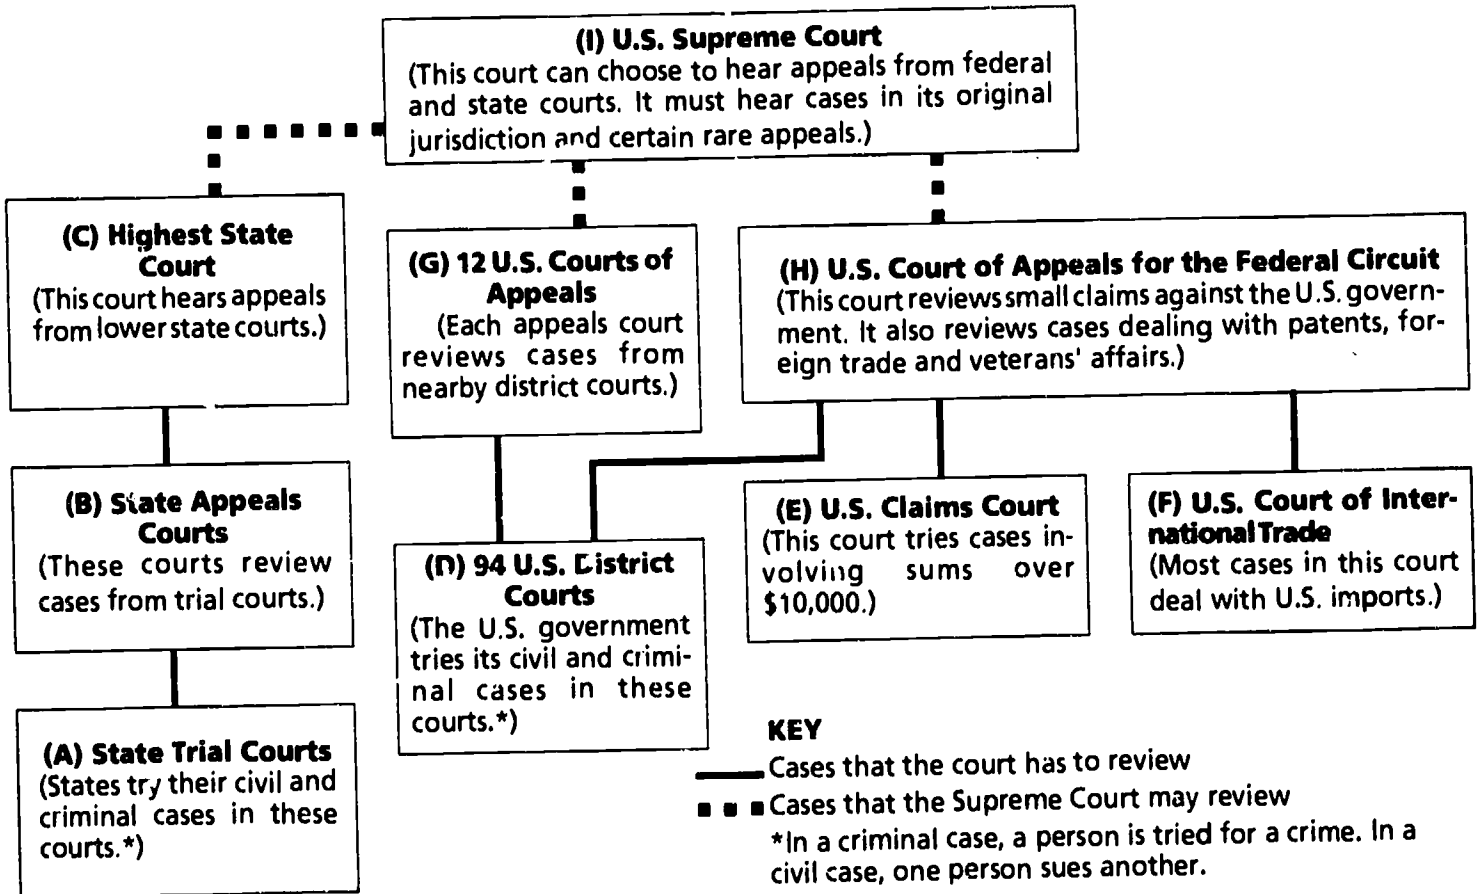 (I) U.S. Supreme Court
(This court can choose to hear appeals from federal
and state courts. It must hear cases in its original
jurisdiction and certain rare appeals.)
(C) Highest State
Court
(This court hears appeals
from lower state courts.)
(G) 12 U.S. Courts of
Appeals
(Each appeals court
reviews cases from
nearby district courts.)
(H) U.S. Court of Appeals for the Federal Circuit
(This court reviews small claims against the U.S. govern-
ment. It also reviews cases dealing with patents, for-
eign trade and veterans' affairs.)
(B) State Appeals
Courts
(These courts review
cases from trial courts.)
(D) 94 U.S. District
Courts
(The U.S. government
tries its civil and crimi-
nal cases in these
courts.*)
(E) U.S. Claims Court
(This court tries cases in-
volving sums over
$10,000.)
(F) U.S. Court of Inter-
national Trade
(Most cases in this court
deal with U.S. imports.)
(A) State Trial Courts
(States try their civil and
criminal cases in these
courts.*)
KEY
Cases that the court has to review
Cases that the Supreme Court may review
*In a criminal case, a person is tried for a crime. In a
civil case, one person sues another.